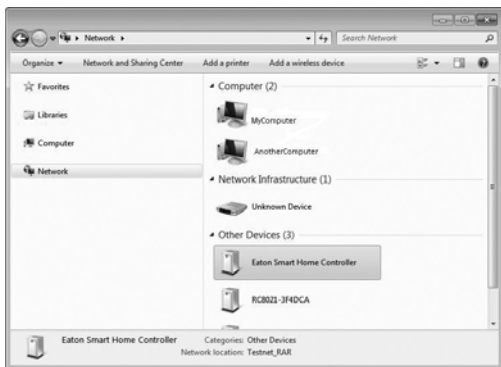 Network
Search Network
Organize
Network and Sharing Center
Add a printer
Add a wireless device
Favorites
Libraries
Computer
Network
Computer (2)
MyComputer
AnotherComputer
Network Infrastructure (1)
Unknown Device
Other Devices (3)
Eaton Smart Home Controller
RC8021-3F4DCA
Eaton Smart Home Controller
Categories: Other Devices
Network location: Testnet_RAR